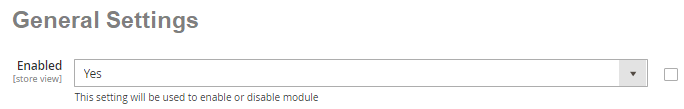 General Settings
Enabled
[store view]
Yes
This setting will be used to enable or disable module